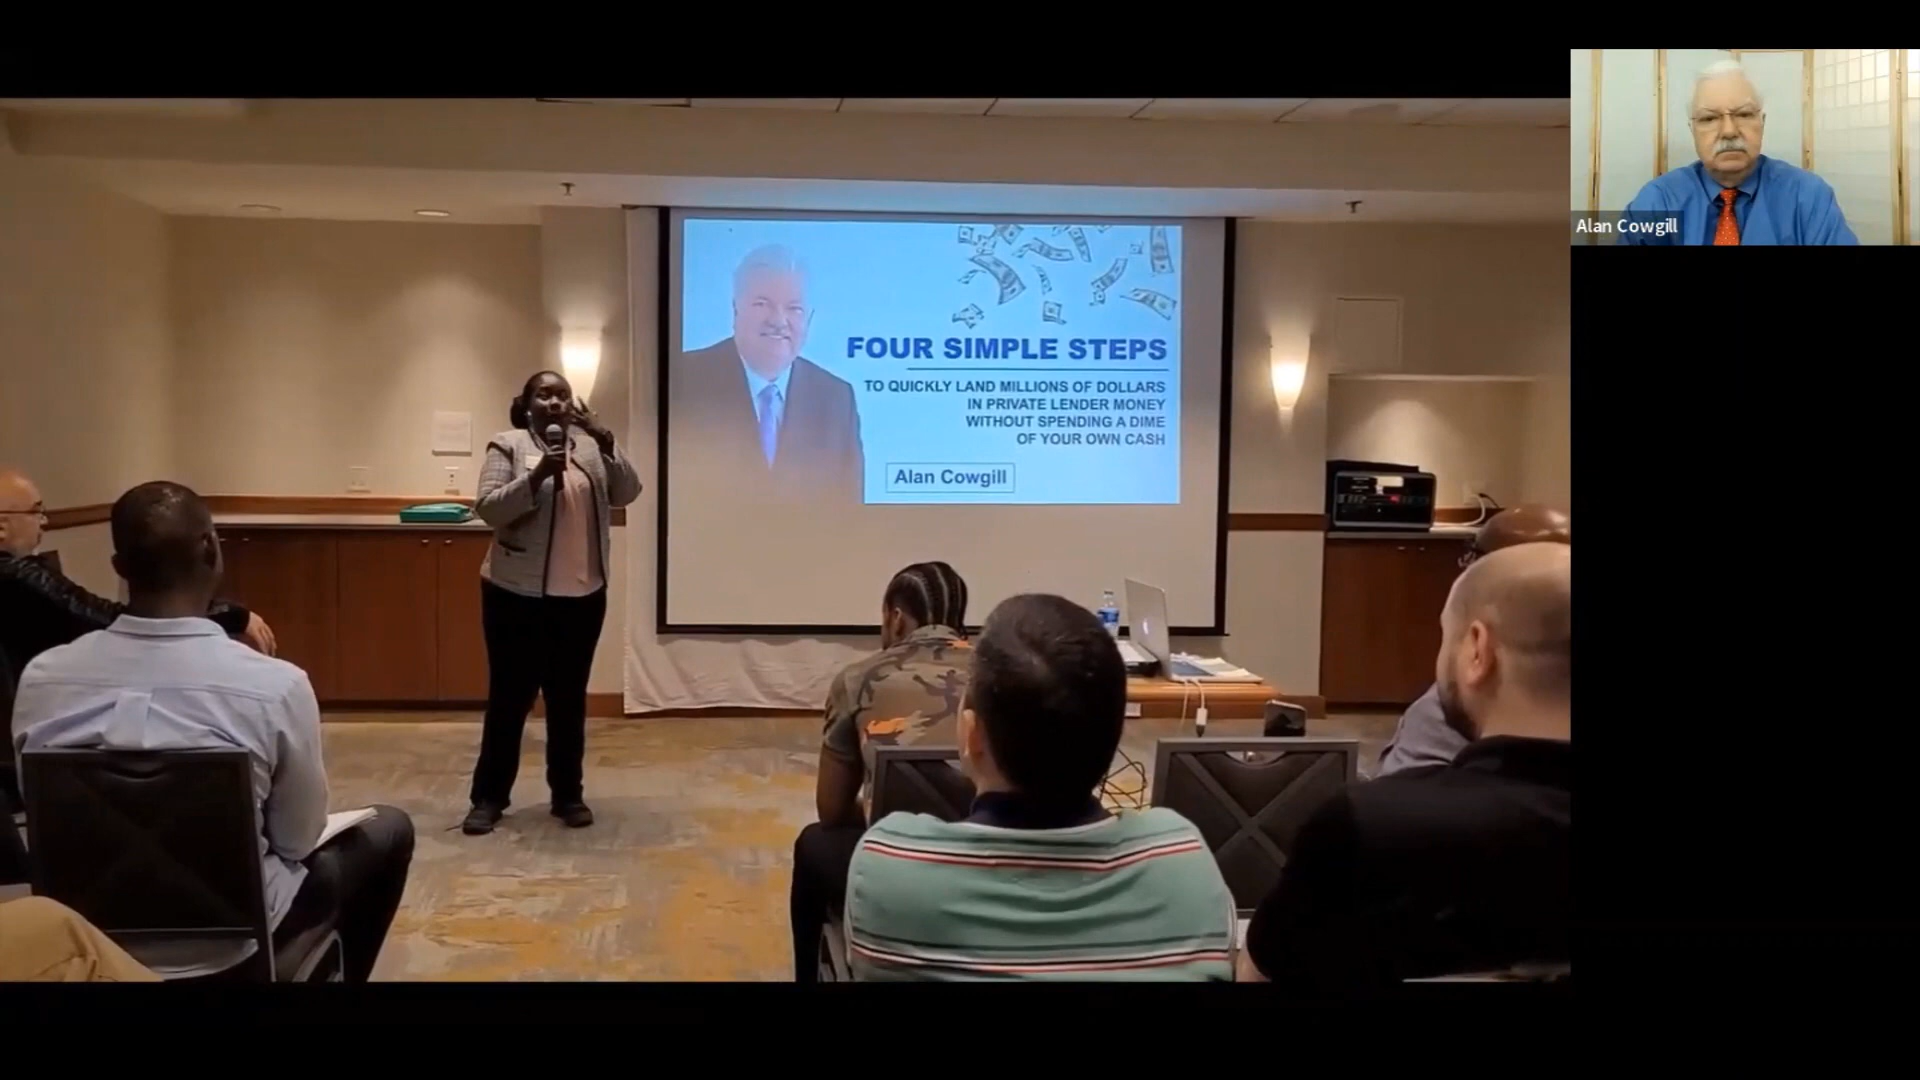 FOUR SIMPLE STEPS
TO QUICKLY LAND MILLIONS OF DOLLARS
IN PRIVATE LENDER MONEY
WITHOUT SPENDING A DIME
OF YOUR OWN CASH
Alan Cowgill
Alan Cowgill